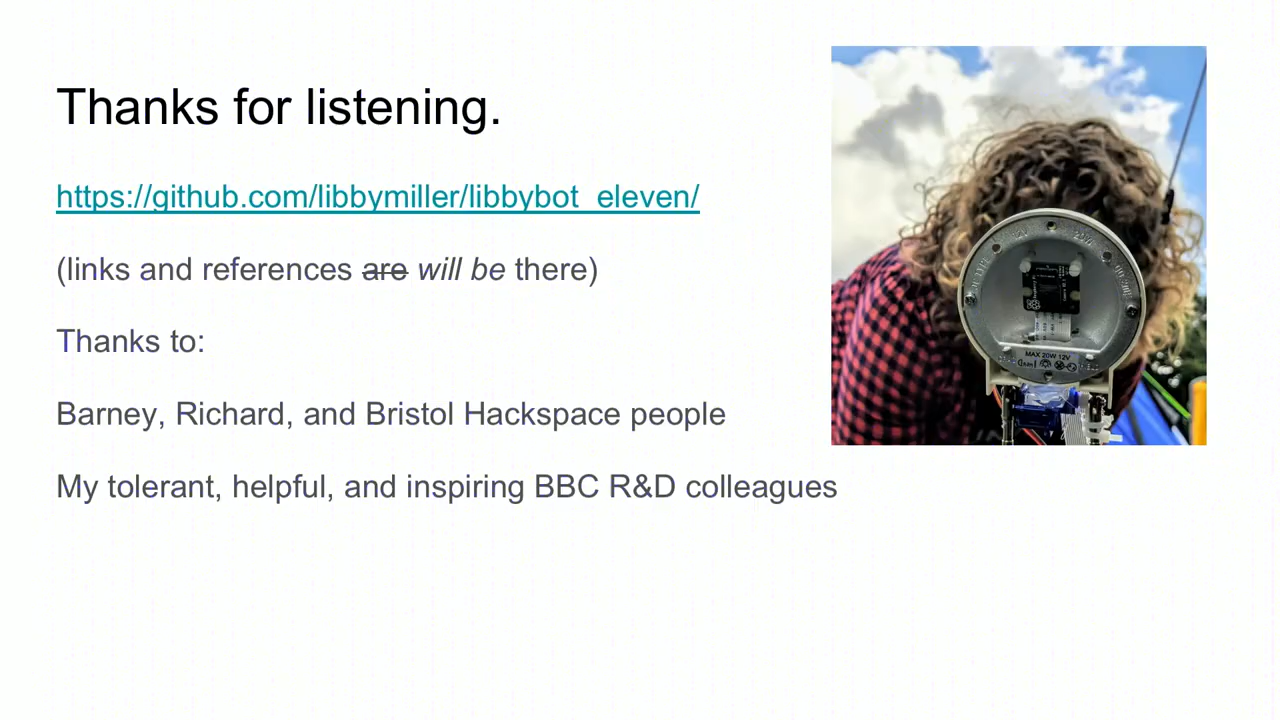 Thanks for listening.
https://github.com/libbymiller/libbybot_eleven/
(links and references are will be there)
Thanks to:
Barney, Richard, and Bristol Hackspace people
My tolerant, helpful, and inspiring BBC R&D colleagues
MAX 20W 12V